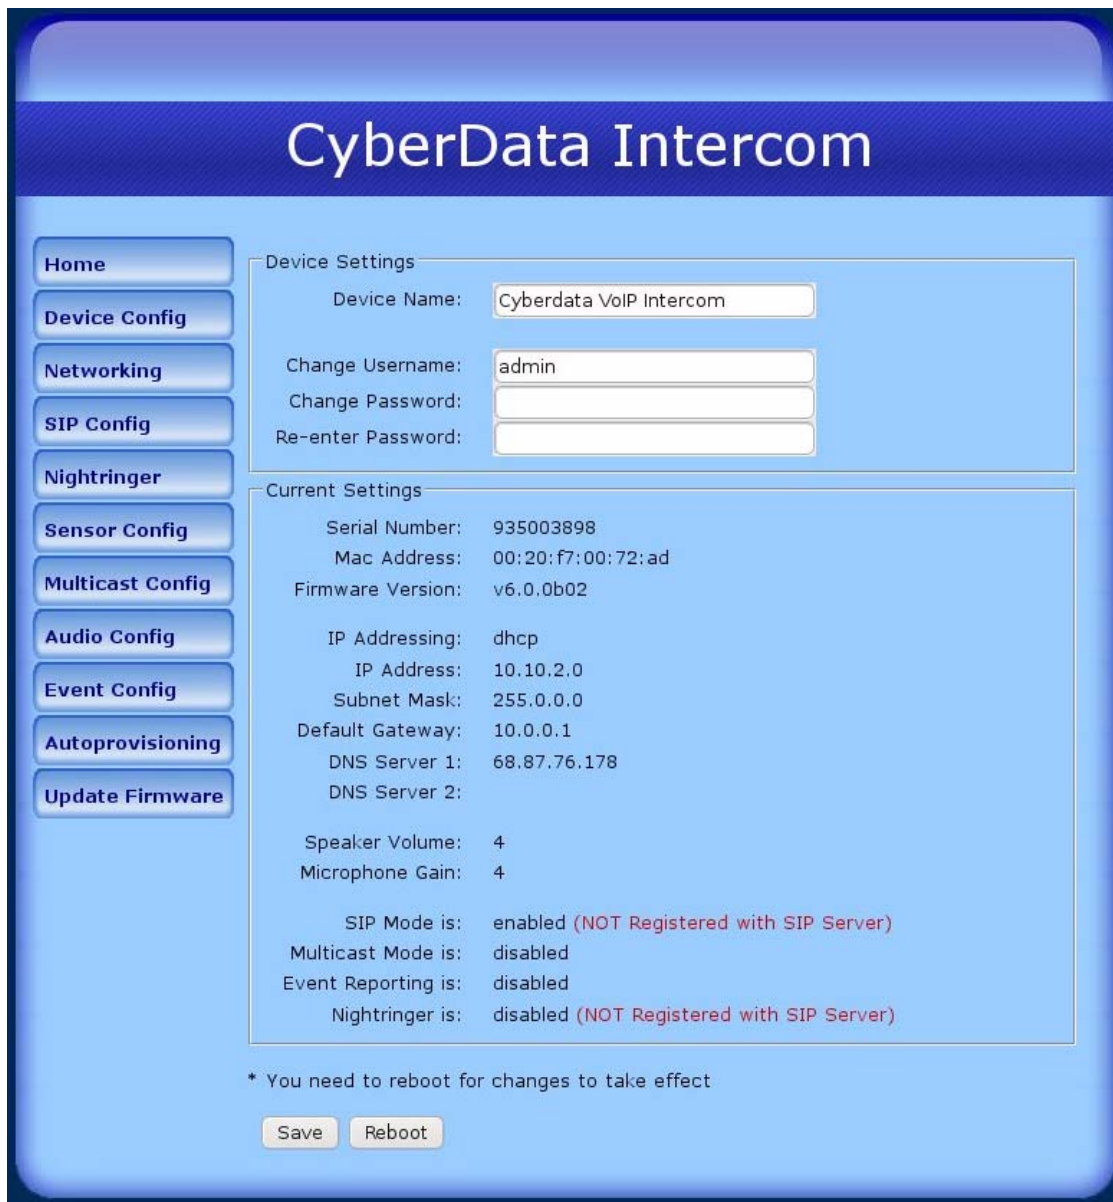 CyberData Intercom
Home
Device Config
Networking
SIP Config
Nightringer
Sensor Config
Multicast Config
Audio Config
Event Config
Autoprovisioning
Update Firmware
Device Settings
Device Name: Cyberdata VoIP Intercom
Change Username: admin
Change Password:
Re-enter Password:
Current Settings
Serial Number: 935003898
Mac Address: 00:20:f7:00:72:ad
Firmware Version: v6.0.0b02
IP Addressing: dhcp
IP Address: 10.10.2.0
Subnet Mask: 255.0.0.0
Default Gateway: 10.0.0.1
DNS Server 1: 68.87.76.178
DNS Server 2:
Speaker Volume: 4
Microphone Gain: 4
SIP Mode is: enabled (NOT Registered with SIP Server)
Multicast Mode is: disabled
Event Reporting is: disabled
Nightringer is: disabled (NOT Registered with SIP Server)
* You need to reboot for changes to take effect
Save Reboot